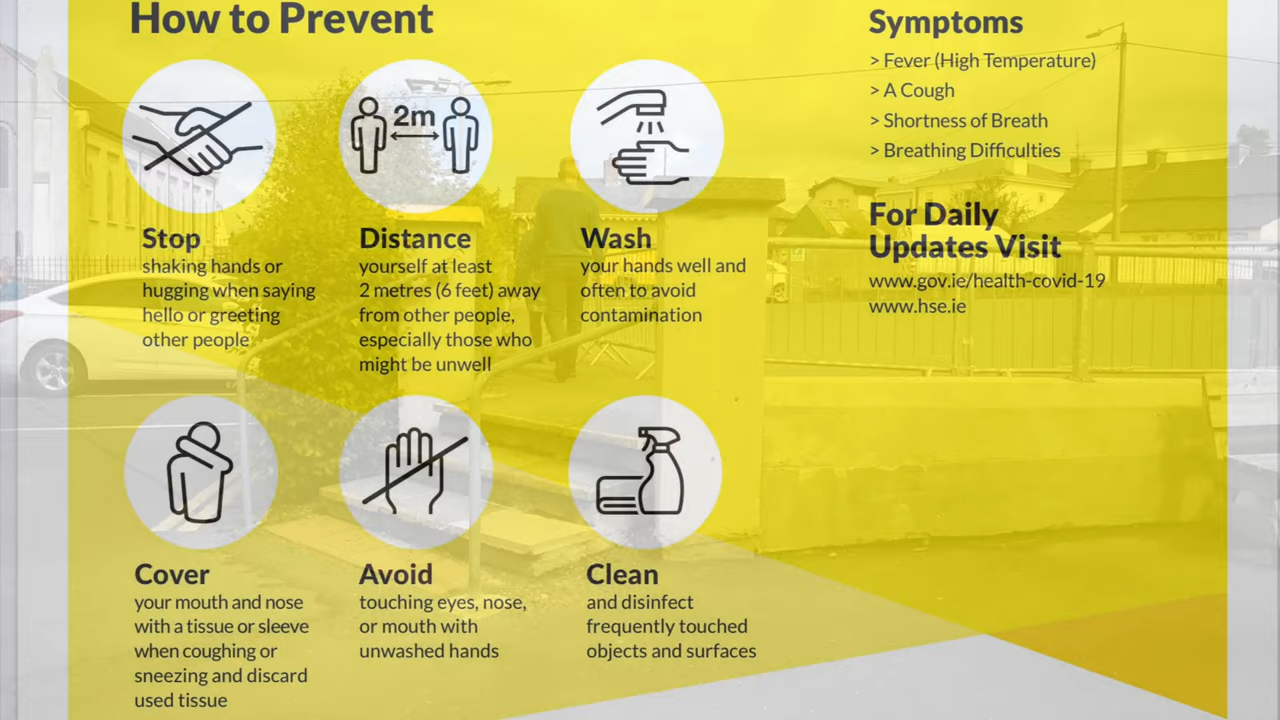 How to Prevent
2m
Stop
shaking hands or
hugging when saying
hello or greeting
other people
Distance
yourself at least
2 metres (6 feet) away
from other people,
especially those who
might be unwell
Wash
your hands well and
often to avoid
contamination
Cover
your mouth and nose
with a tissue or sleeve
when coughing or
sneezing and discard
used tissue
Avoid
touching eyes, nose,
or mouth with
unwashed hands
Clean
and disinfect
frequently touched
objects and surfaces
Symptoms
> Fever (High Temperature)
> A Cough
> Shortness of Breath
> Breathing Difficulties
For Daily
Updates Visit
www.gov.ie/health-covid-19
www.hse.ie